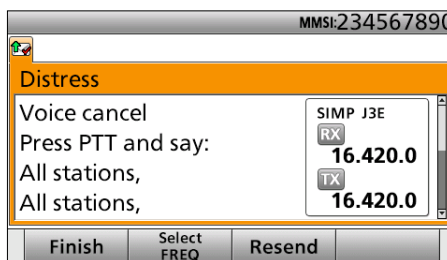 MMSI:234567890
Distress
Voice cancel
Press PTT and say:
All stations,
All stations,
SIMP J3E
RX
16.420.0
TX
16.420.0
Finish
Select
FREQ
Resend